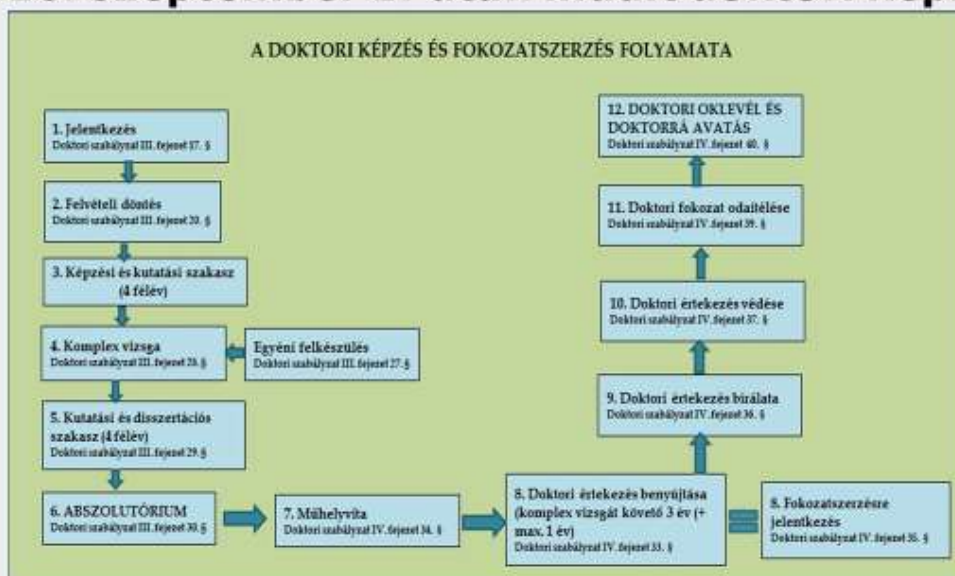 A DOKTORI KÉPZÉS ÉS FOKOZATSZERZÉS FOLYAMATA
1. Jelentkezés
Doktori szabályzat III. fejezet 17. §
2. Felvételi döntés
Doktori szabályzat III. fejezet 20. §
3. Képzési és kutatási szakasz
(4 félév)
4. Komplex vizsga
Doktori szabályzat III. fejezet 28. §
Egyéni felkészülés
Doktori szabályzat III. fejezet 27. §
5. Kutatási és disszertációs
szakasz (4 félév)
Doktori szabályzat III. fejezet 29. §
6. ABSZOLUTÓRIUM
Doktori szabályzat III. fejezet 30. §
7. Műhelyvita
Doktori szabályzat IV. fejezet 34. §
8. Doktori értekezés benyújtása
(komplex vizsgát követő 3 év (+
max. 1 év)
Doktori szabályzat IV. fejezet 33. §
8. Fokozatszerzésre
jelentkezés
Doktori szabályzat IV. fejezet 35. §
9. Doktori értekezés bírálata
Doktori szabályzat IV. fejezet 36. §
10. Doktori értekezés védése
Doktori szabályzat IV. fejezet 37. §
11. Doktori fokozat odaítélése
Doktori szabályzat IV. fejezet 39. §
12. DOKTORI OKLEVÉL ÉS
DOKTORRÁ AVATÁS
Doktori szabályzat IV. fejezet 40. §